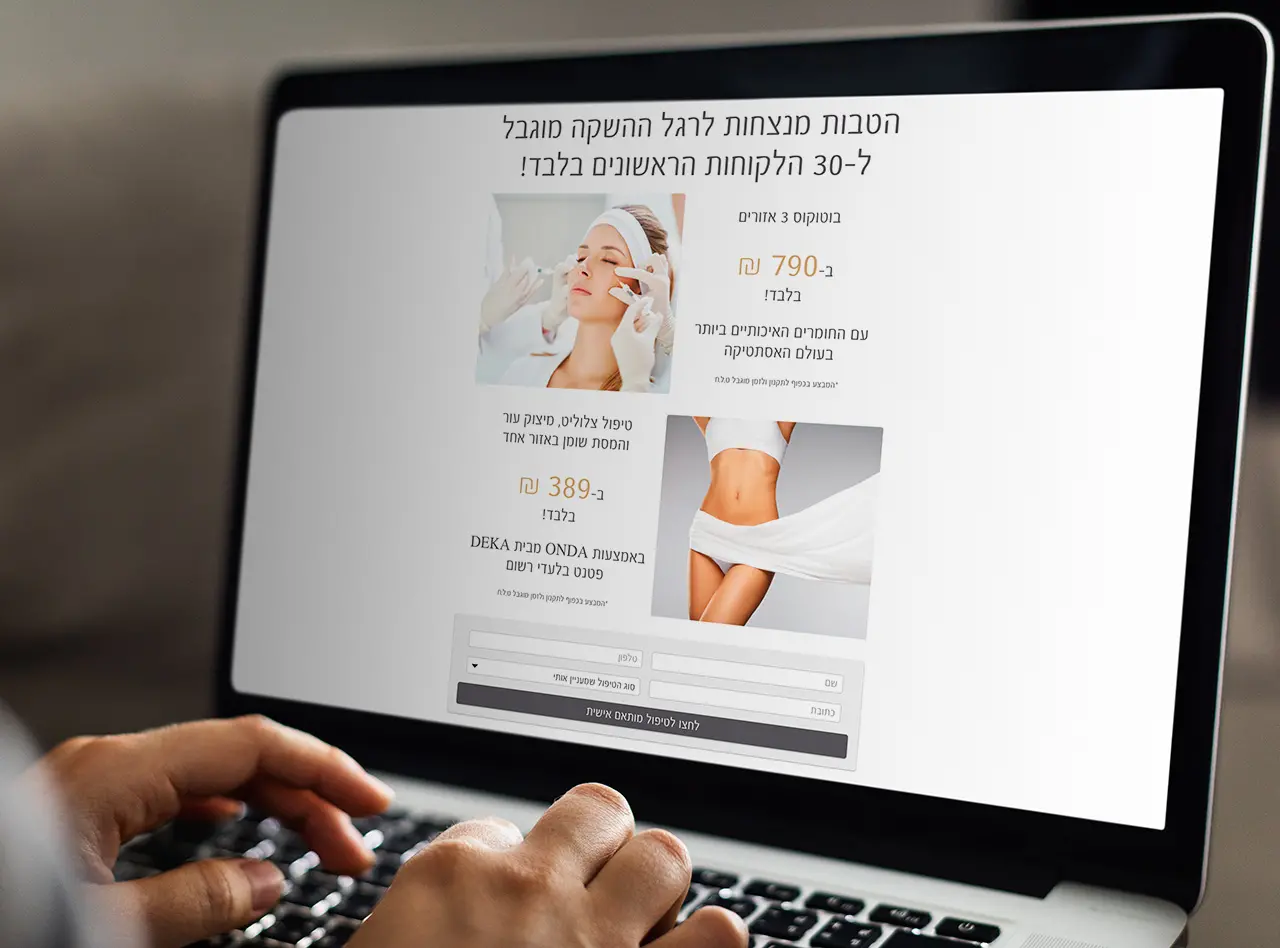 הטבות מנצחות לרגל ההשקה מוגבל
ל-30 הלקוחות הראשונים בלבד!
בוטוקוס 3 אזורים
ב-790 ₪
בלבד!
עם החומרים האיכותיים ביותר
בעולם האסתטיקה
*המבצע בכפוף לתקנון ולזמן מוגבל ט.ל.ח
טיפול צלוליט, מיצוק עור
והמסת שומן באזור אחד
ב-389 ₪
בלבד!
באמצעות ONDA מבית DEKA
פטנט בלעדי רשום
*המבצע בכפוף לתקנון ולזמן מוגבל ט.ל.ח
שם
טלפון
כתובת
סוג הטיפול שמעניין אותי
לחצו לטיפול מותאם אישית